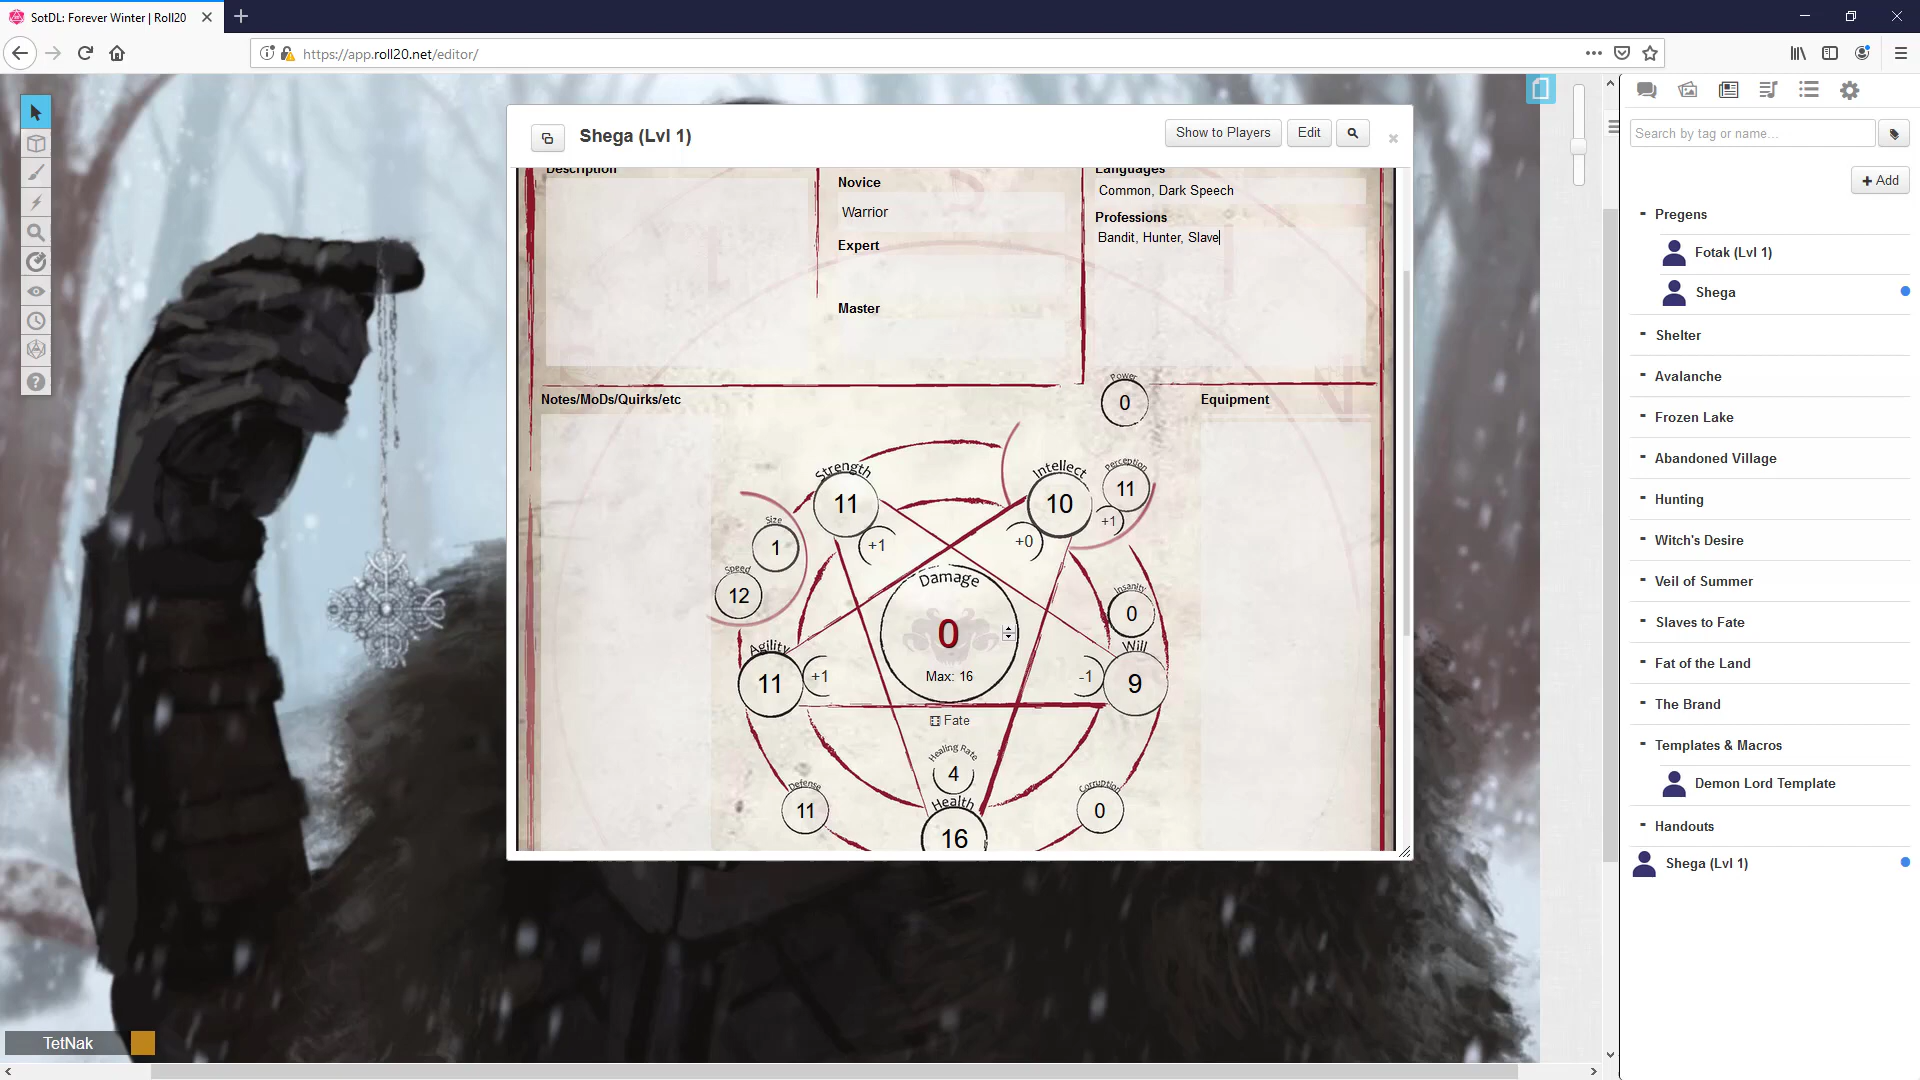 SotDL: Forever Winter | Roll20
https://app.roll20.net/editor/
Shega (Lvl 1)
Show to Players
Edit
Description
Novice
Warrior
Expert
Master
Languages
Common, Dark Speech
Professions
Bandit, Hunter, Slave
Notes/MoDs/Quirks/etc
Power
0
Equipment
Strength
11
+1
Intellect
10
+0
Perception
11
+1
Size
1
Speed
12
Damage
0
Max: 16
Insanity
0
Agility
11
+1
Will
9
-1
Fate
Healing Rate
4
Defense
11
Health
16
Corruption
0
TetNak
Search by tag or name...
+ Add
Pregens
Fotak (Lvl 1)
Shega
Shelter
Avalanche
Frozen Lake
Abandoned Village
Hunting
Witch's Desire
Veil of Summer
Slaves to Fate
Fat of the Land
The Brand
Templates & Macros
Demon Lord Template
Handouts
Shega (Lvl 1)